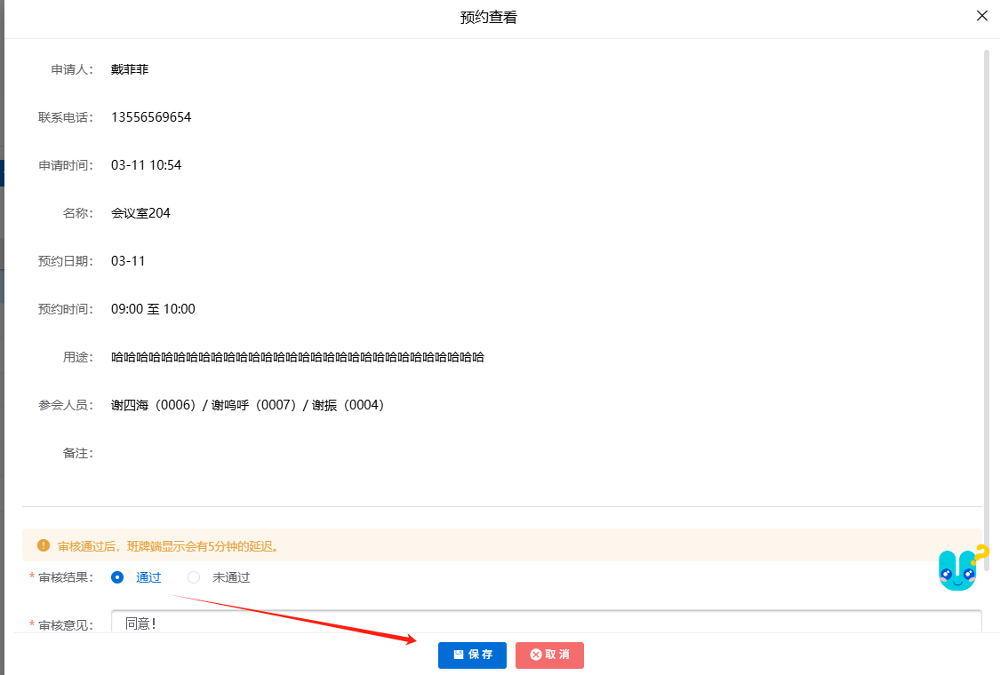 预约查看
申请人： 戴菲菲
联系电话： 13556569654
申请时间： 03-11 10:54
名称： 会议室204
预约日期： 03-11
预约时间： 09:00 至 10:00
用途： 哈哈哈哈哈哈哈哈哈哈哈哈哈哈哈哈哈哈哈哈哈哈哈哈哈哈哈哈哈哈
参会人员： 谢四海（0006）/ 谢呜呼（0007）/ 谢振（0004）
备注：
审核通过后，班牌端显示会有5分钟的延迟。
* 审核结果： 通过 未通过
* 审核意见： 同意！
保存 取消